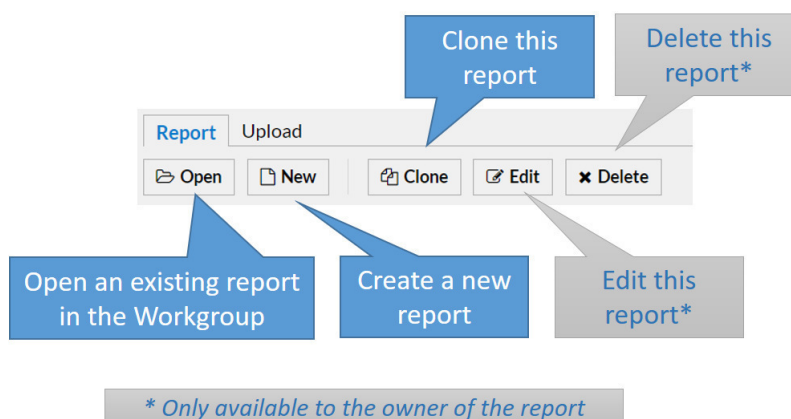 Clone this
report
Delete this
report*
Report Upload
Open New Clone Edit Delete
Open an existing report
in the Workgroup
Create a new
report
Edit this
report*
* Only available to the owner of the report